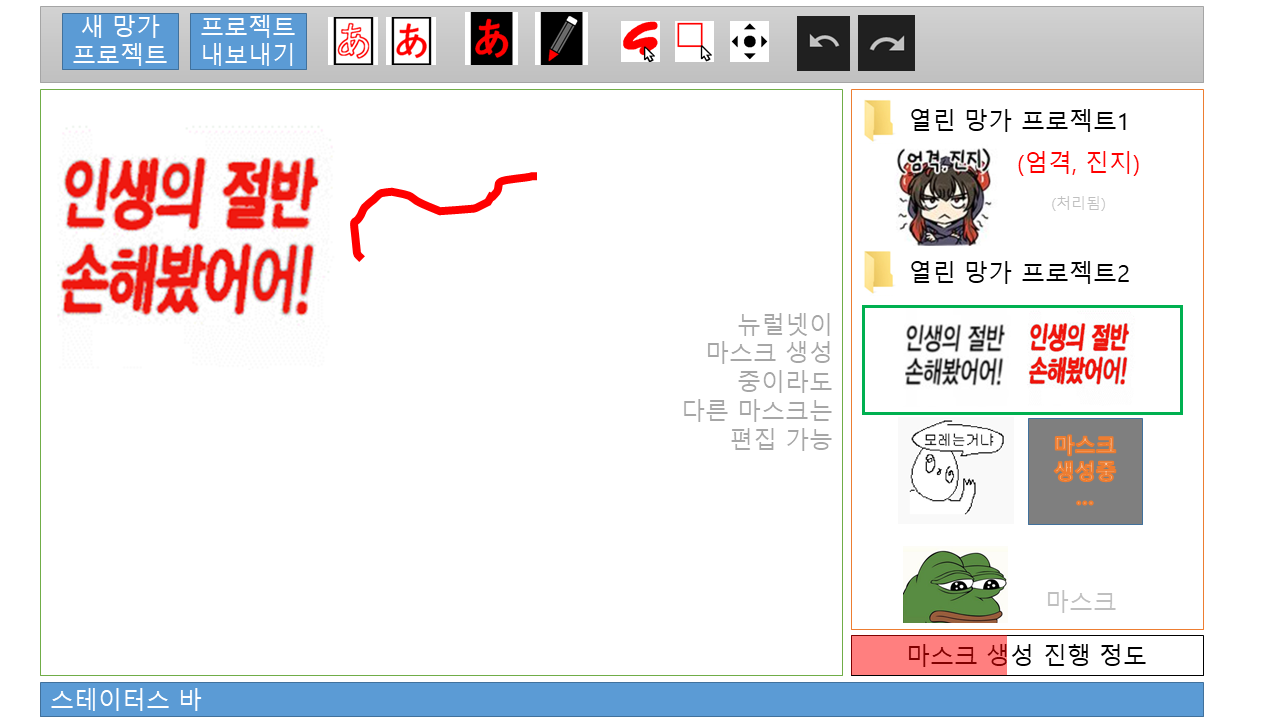 새 망가
프로젝트
프로젝트
내보내기
あ
あ
あ
인생의 절반
손해봤어어!
뉴럴넷이
마스크 생성
중이라도
다른 마스크는
편집 가능
열린 망가 프로젝트1
(엄격,진지)
(엄격, 진지)
(처리됨)
열린 망가 프로젝트2
인생의 절반
손해봤어어!
인생의 절반
손해봤어어!
모레는거냐
마스크
생성중
...
마스크
마스크 생성 진행 정도
스테이터스 바